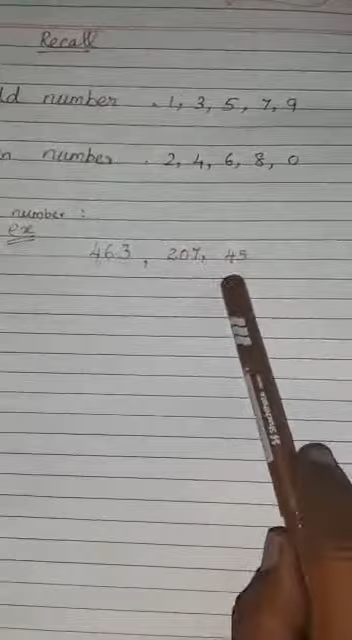 Recall
ld number . 1, 3, 5, 7, 9
n number . 2, 4, 6, 8, 0
number :
ex
463 , 207, 45